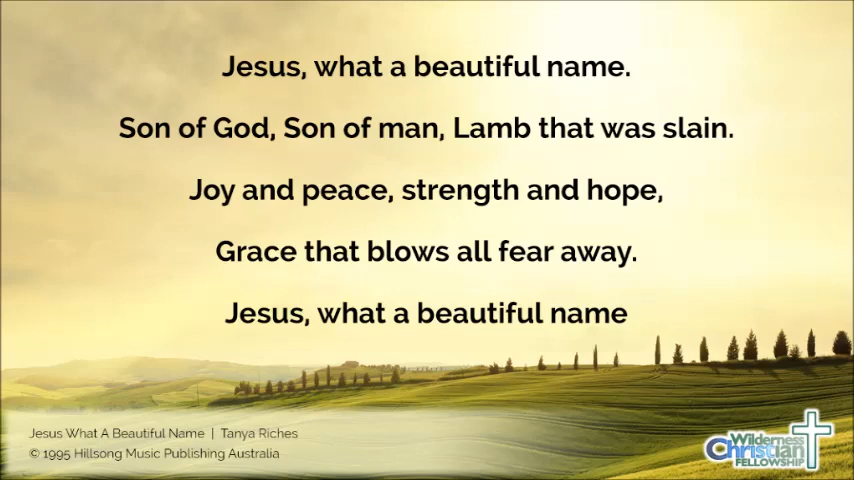 Jesus, what a beautiful name.
Son of God, Son of man, Lamb that was slain.
Joy and peace, strength and hope,
Grace that blows all fear away.
Jesus, what a beautiful name
Jesus What A Beautiful Name | Tanya Riches
© 1995 Hillsong Music Publishing Australia
Wilderness
Christian
FELLOWSHIP